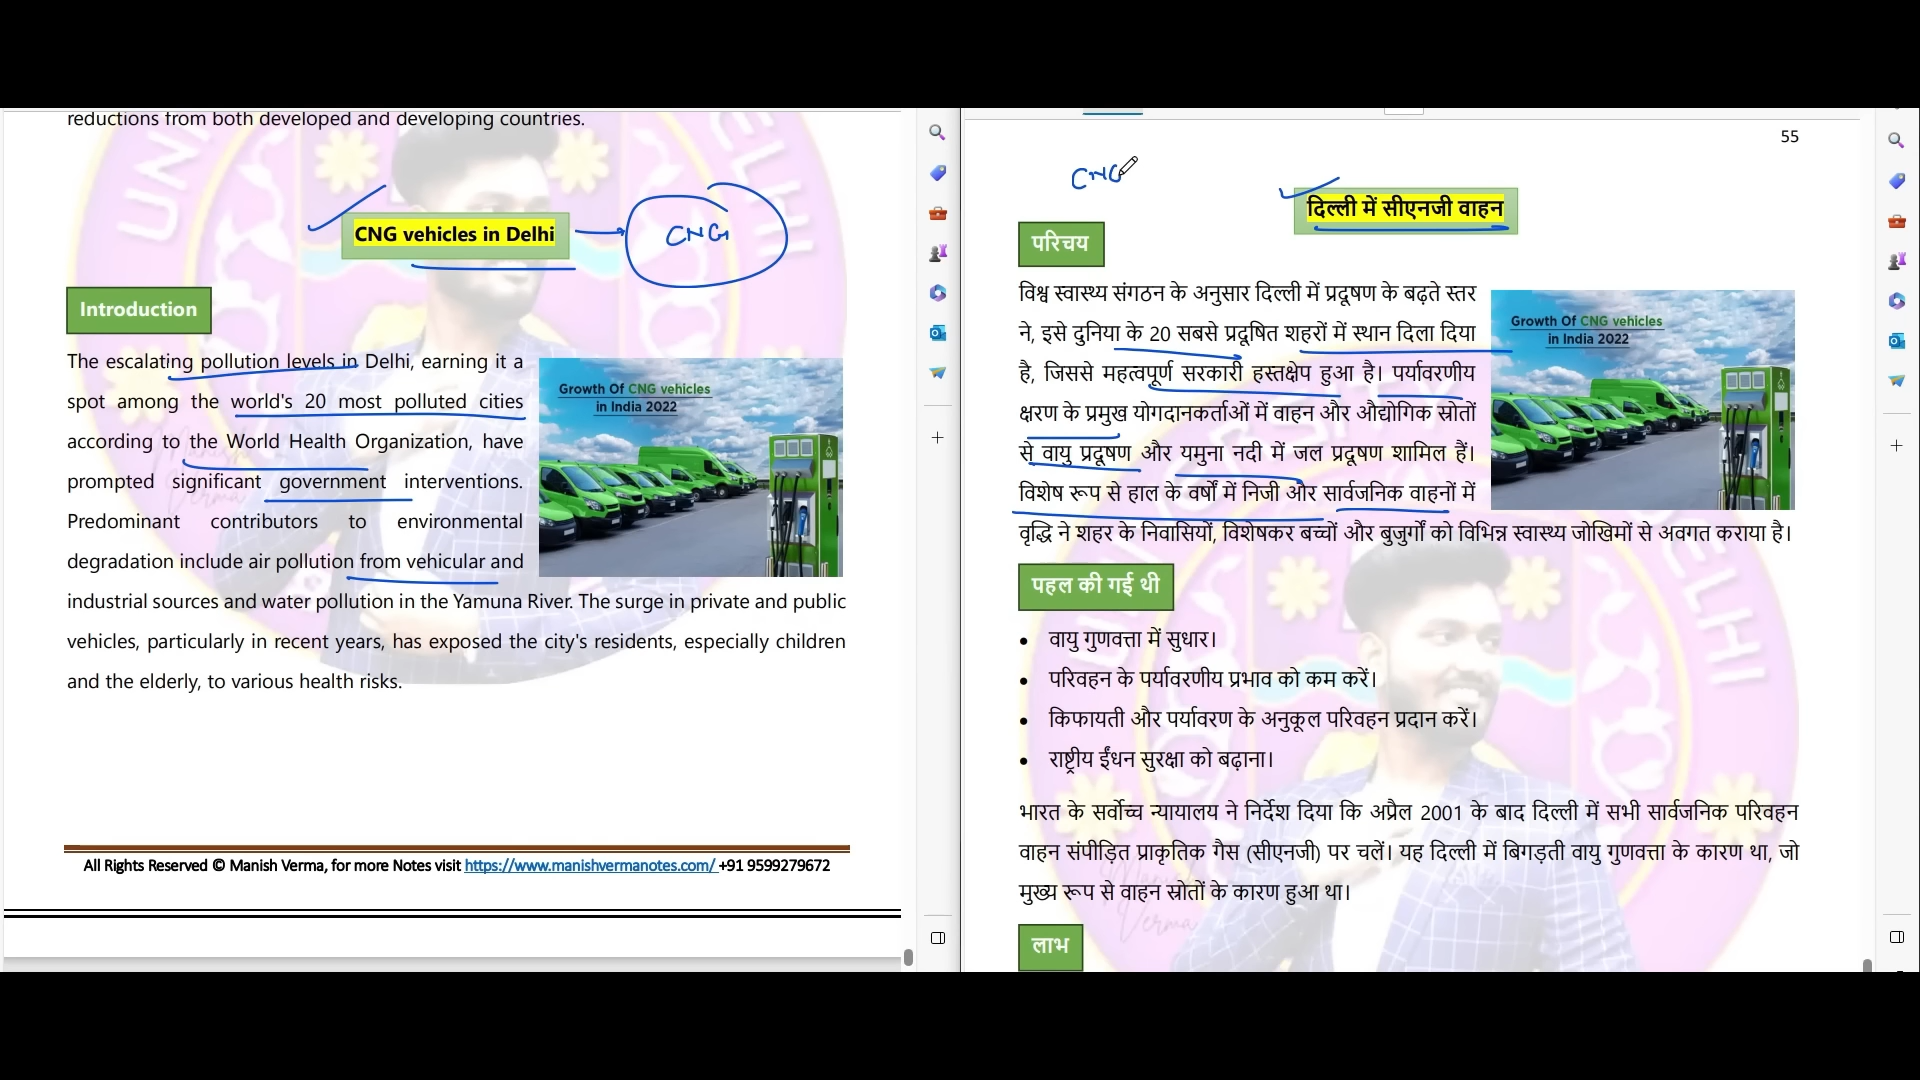 reductions from both developed and developing countries.
CNG vehicles in Delhi
CNG
Introduction
The escalating pollution levels in Delhi, earning it a
spot among the world's 20 most polluted cities
according to the World Health Organization, have
prompted significant government interventions.
Predominant contributors to environmental
degradation include air pollution from vehicular and
industrial sources and water pollution in the Yamuna River. The surge in private and public
vehicles, particularly in recent years, has exposed the city's residents, especially children
and the elderly, to various health risks.
Growth Of CNG vehicles
in India 2022
All Rights Reserved © Manish Verma, for more Notes visit https://www.manishvermanotes.com/ +91 9599279672
55
CNG
दिल्ली में सीएनजी वाहन
परिचय
विश्व स्वास्थ्य संगठन के अनुसार दिल्ली में प्रदूषण के बढ़ते स्तर
ने, इसे दुनिया के 20 सबसे प्रदूषित शहरों में स्थान दिला दिया
है, जिससे महत्वपूर्ण सरकारी हस्तक्षेप हुआ है। पर्यावरणीय
क्षरण के प्रमुख योगदानकर्ताओं में वाहन और औद्योगिक स्रोतों
से वायु प्रदूषण और यमुना नदी में जल प्रदूषण शामिल हैं।
विशेष रूप से हाल के वर्षों में निजी और सार्वजनिक वाहनों में
वृद्धि ने शहर के निवासियों, विशेषकर बच्चों और बुजुर्गों को विभिन्न स्वास्थ्य जोखिमों से अवगत कराया है।
Growth Of CNG vehicles
in India 2022
पहल की गई थी
• वायु गुणवत्ता में सुधार।
• परिवहन के पर्यावरणीय प्रभाव को कम करें।
• किफायती और पर्यावरण के अनुकूल परिवहन प्रदान करें।
• राष्ट्रीय ईंधन सुरक्षा को बढ़ाना।
भारत के सर्वोच्च न्यायालय ने निर्देश दिया कि अप्रैल 2001 के बाद दिल्ली में सभी सार्वजनिक परिवहन
वाहन संपीड़ित प्राकृतिक गैस (सीएनजी) पर चलें। यह दिल्ली में बिगड़ती वायु गुणवत्ता के कारण था, जो
मुख्य रूप से वाहन स्रोतों के कारण हुआ था।
लाभ